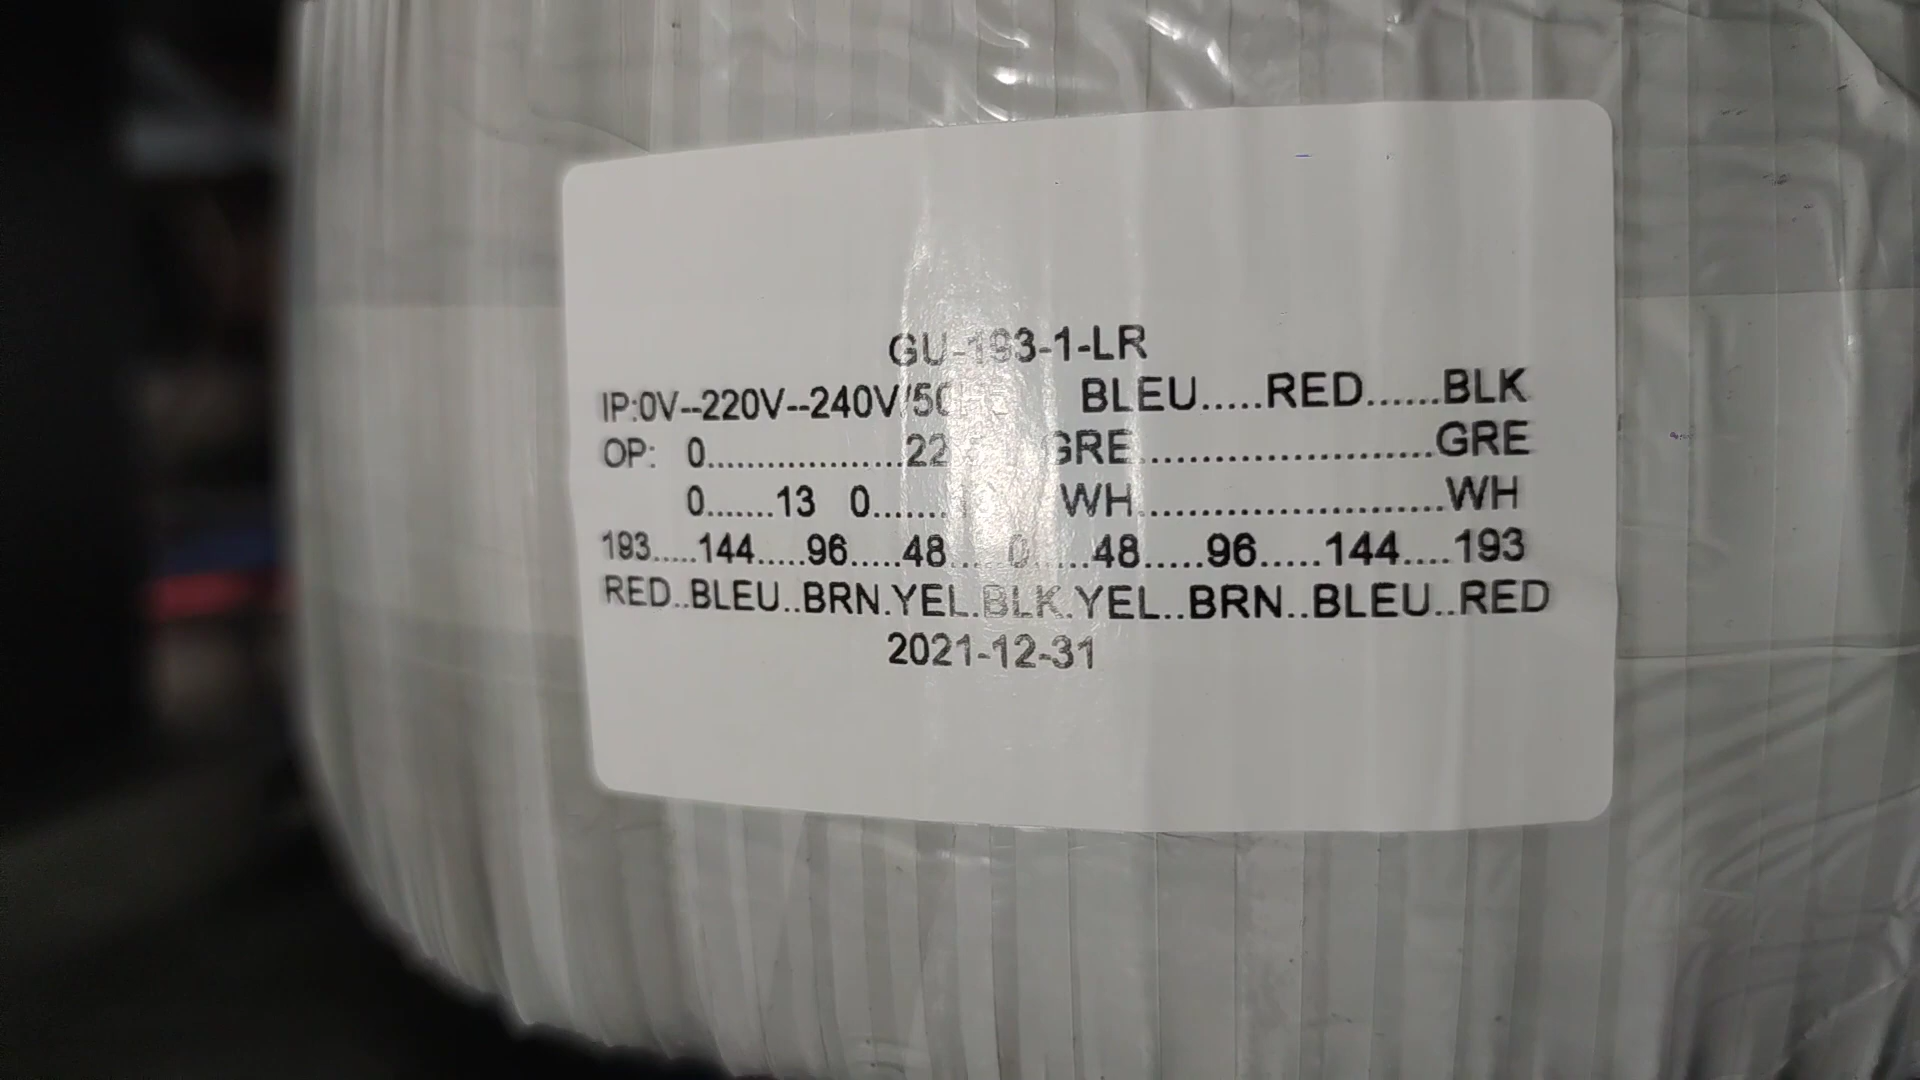 GU-193-1-LR
IP:0V--220V--240V/50 BLEU.....RED......BLK
OP: 0..................22 GRE........................GRE
0.......13 0....... WH........................WH
193.....144.....96.....48.....0.....48.....96.....144....193
RED..BLEU..BRN.YEL.BLK.YEL..BRN..BLEU..RED
2021-12-31